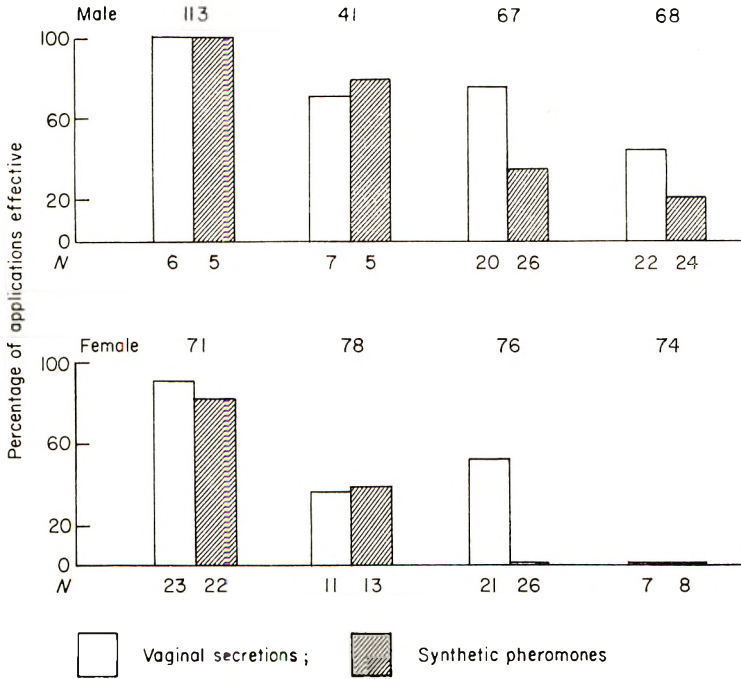 Male 113 41 67 68
100
60
20
0
N 6 5 7 5 20 26 22 24
Percentage of applications effective
Female 71 78 76 74
100
60
20
0
N 23 22 11 13 21 26 7 8
Vaginal secretions; Synthetic pheromones